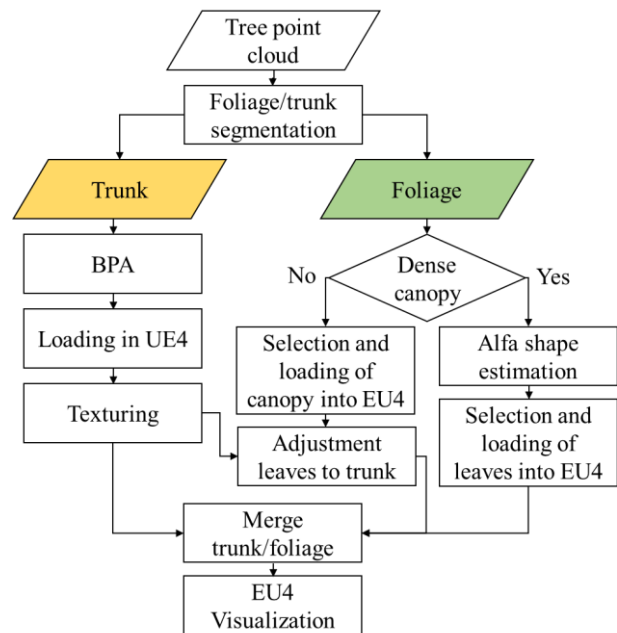 Tree point
cloud
Foliage/trunk
segmentation
Trunk
Foliage
BPA
Dense
canopy
No
Yes
Loading in UE4
Selection and
loading of
canopy into EU4
Alfa shape
estimation
Texturing
Adjustment
leaves to trunk
Selection and
loading of
leaves into EU4
Merge
trunk/foliage
EU4
Visualization